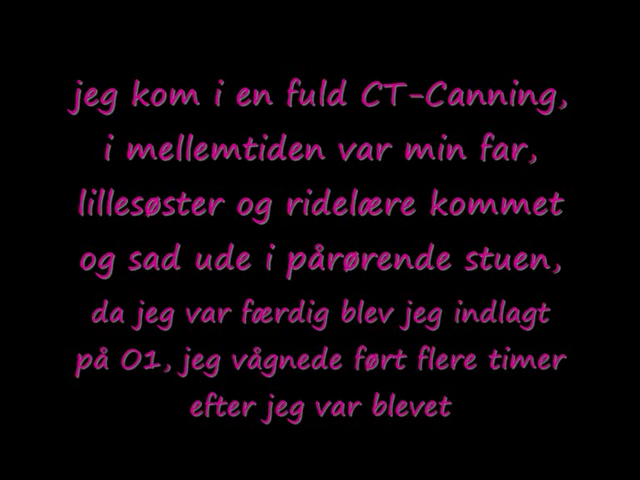 jeg kom i en fuld CT-Canning,
i mellemtiden var min far,
lillesøster og ridelære kommet
og sad ude i pårørende stuen,
da jeg var færdig blev jeg indlagt
på O1, jeg vågnede ført flere timer
efter jeg var blevet